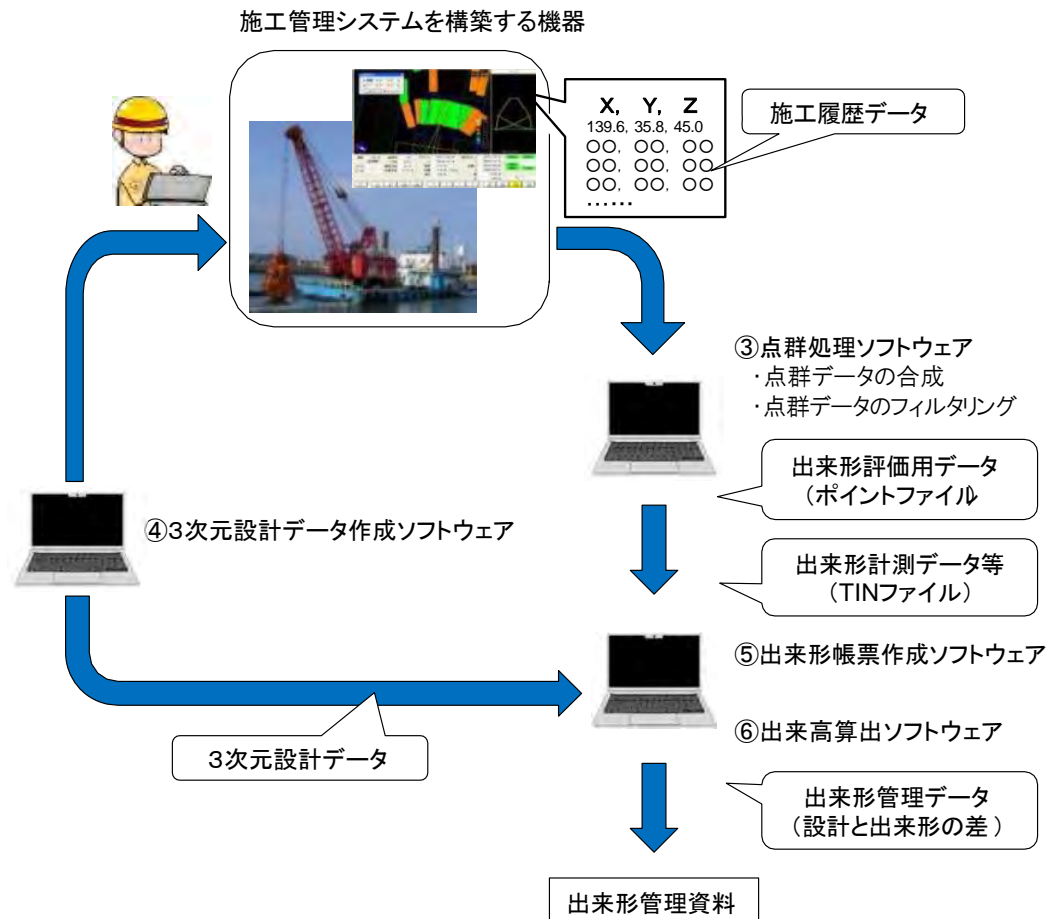 施工管理システムを構築する機器
X, Y, Z
139.6, 35.8, 45.0
○○, ○○, ○○
○○, ○○, ○○
○○, ○○, ○○
……
施工履歴データ
③点群処理ソフトウェア
・点群データの合成
・点群データのフィルタリング
出来形評価用データ
（ポイントファイル
④3次元設計データ作成ソフトウェア
出来形計測データ等
（TINファイル）
⑤出来形帳票作成ソフトウェア
⑥出来高算出ソフトウェア
3次元設計データ
出来形管理データ
（設計と出来形の差）
出来形管理資料